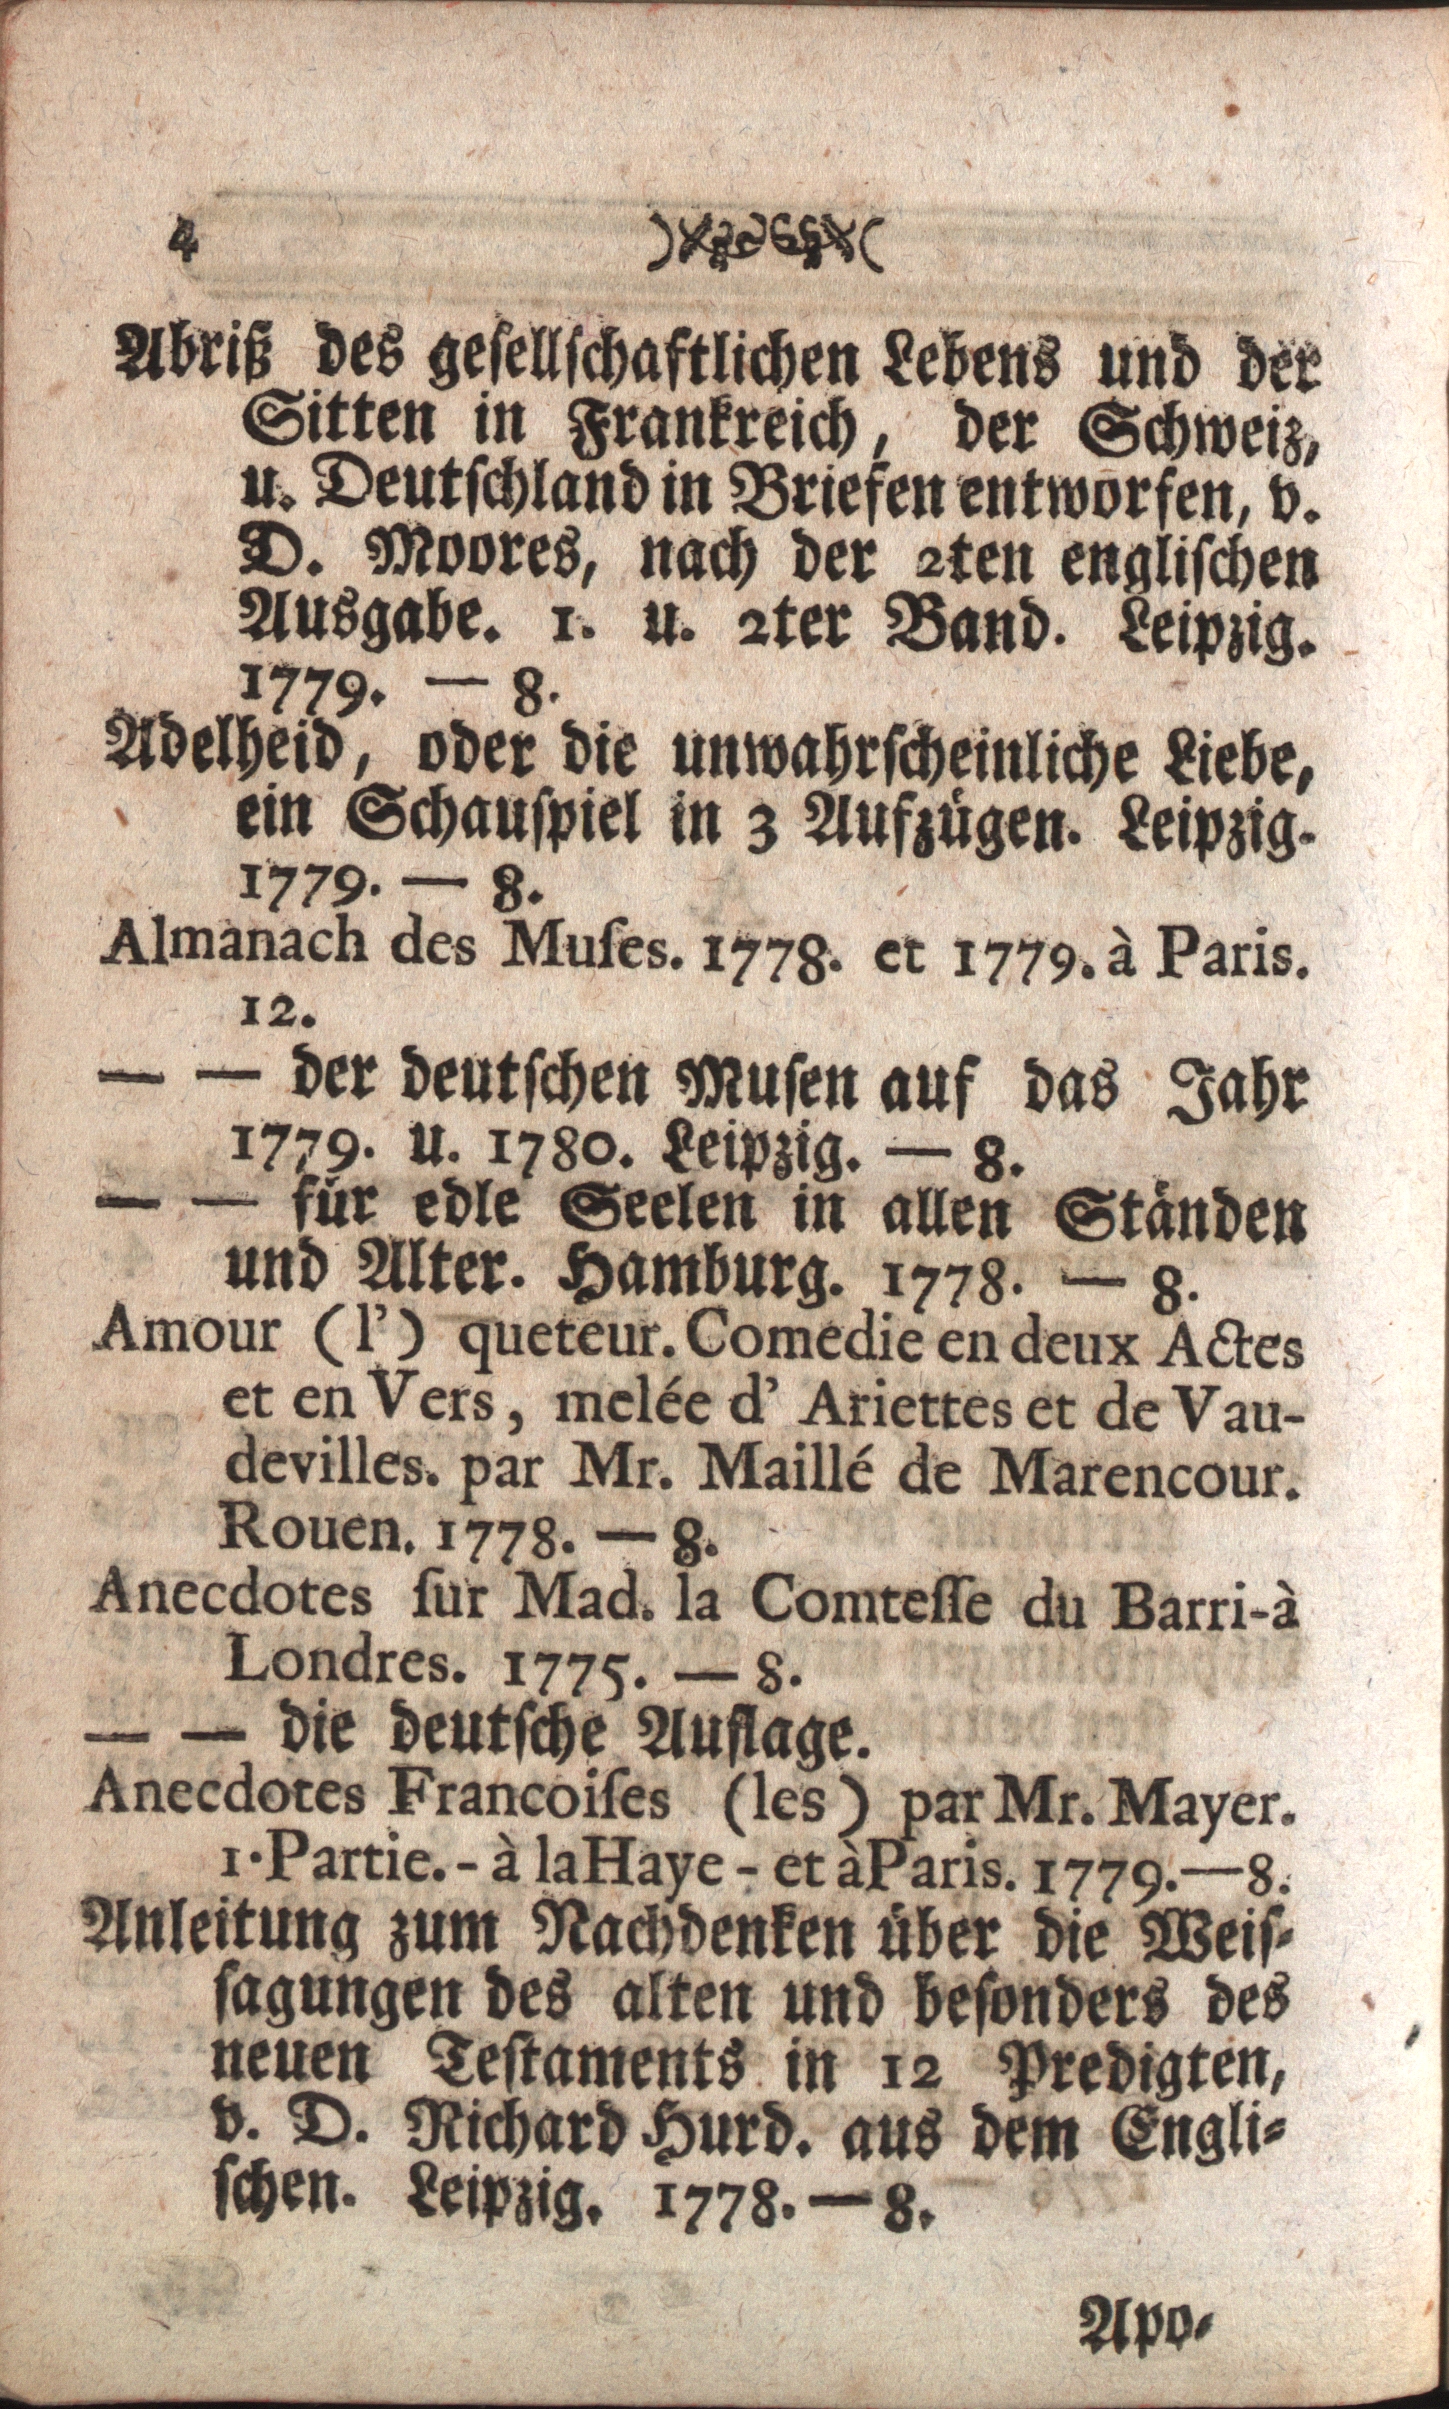 4
Abriß des geſellſchaftlichen Lebens und der
Sitten in Frankreich, der Schweiz,
u. Deutſchland in Briefen entworfen, v.
D. Moores, nach der 2ten engliſchen
Ausgabe. 1. u. 2ter Band. Leipzig.
1779. — 8.
Adelheid, oder die unwahrſcheinliche Liebe,
ein Schauſpiel in 3 Aufzügen. Leipzig.
1779. — 8.
Almanach des Muſes. 1778. et 1779. à Paris.
12.
— — der deutſchen Muſen auf das Jahr
1779. u. 1780. Leipzig. — 8.
— — für edle Seelen in allen Ständen
und Alter. Hamburg. 1778. — 8.
Amour (l') queteur. Comedie en deux Actes
et en Vers, melée d' Ariettes et de Vau-
devilles. par Mr. Maillé de Marencour.
Rouen. 1778. — 8.
Anecdotes ſur Mad. la Comteſſe du Barri-à
Londres. 1775. — 8.
— — die deutſche Auflage.
Anecdotes Francoiſes (les) par Mr. Mayer.
1. Partie. - à la Haye - et à Paris. 1779. — 8.
Anleitung zum Nachdenken über die Weiſ-
ſagungen des alten und beſonders des
neuen Teſtaments in 12 Predigten,
v. D. Richard Hurd. aus dem Engli-
ſchen. Leipzig. 1778. — 8.
Apo-